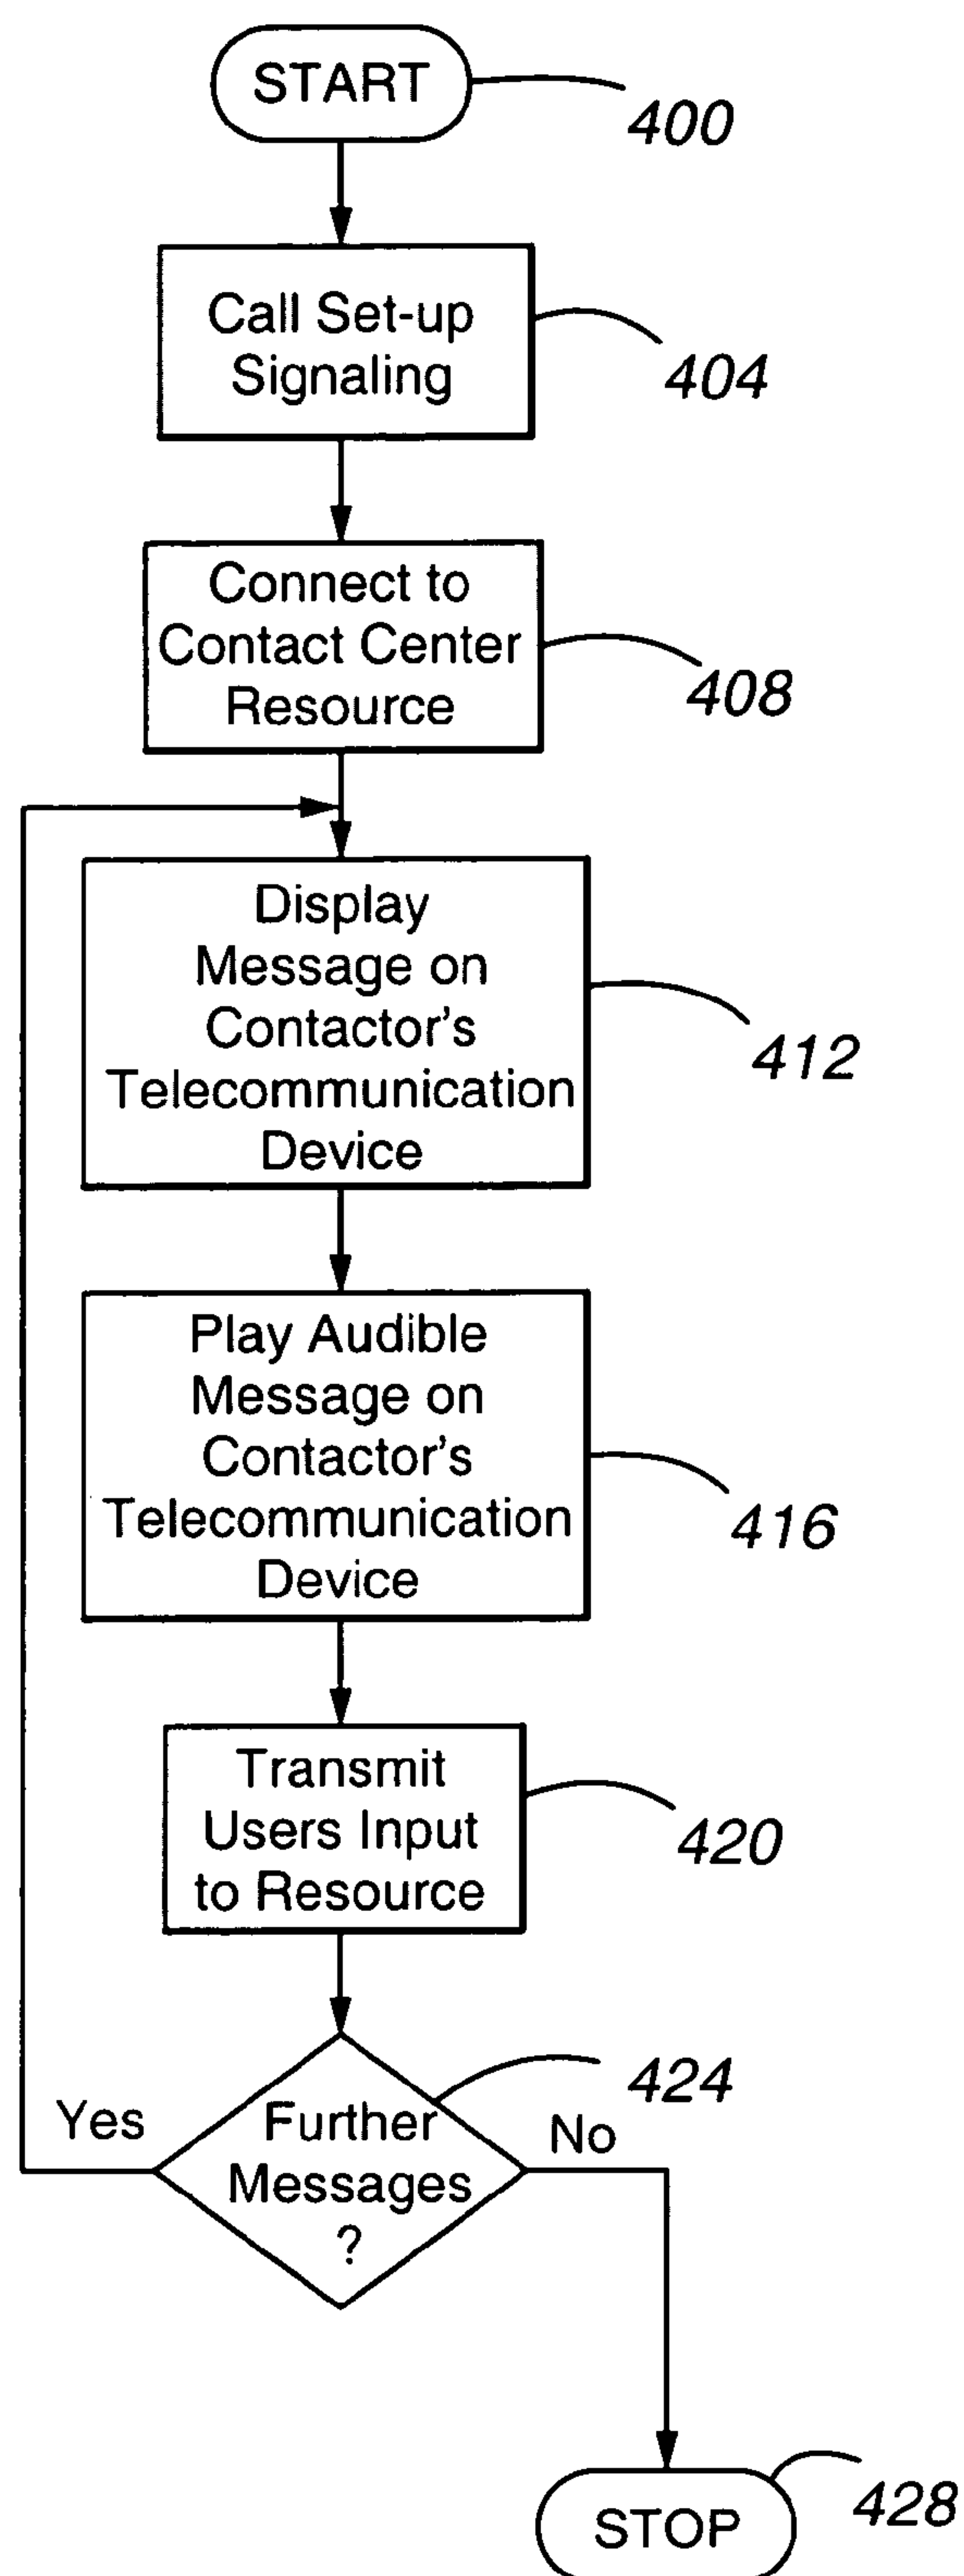 START
400
Call Set-up
Signaling
404
Connect to
Contact Center
Resource
408
Display
Message on
Contactor's
Telecommunication
Device
412
Play Audible
Message on
Contactor's
Telecommunication
Device
416
Transmit
Users Input
to Resource
420
424
Yes
Further
Messages
?
No
STOP
428